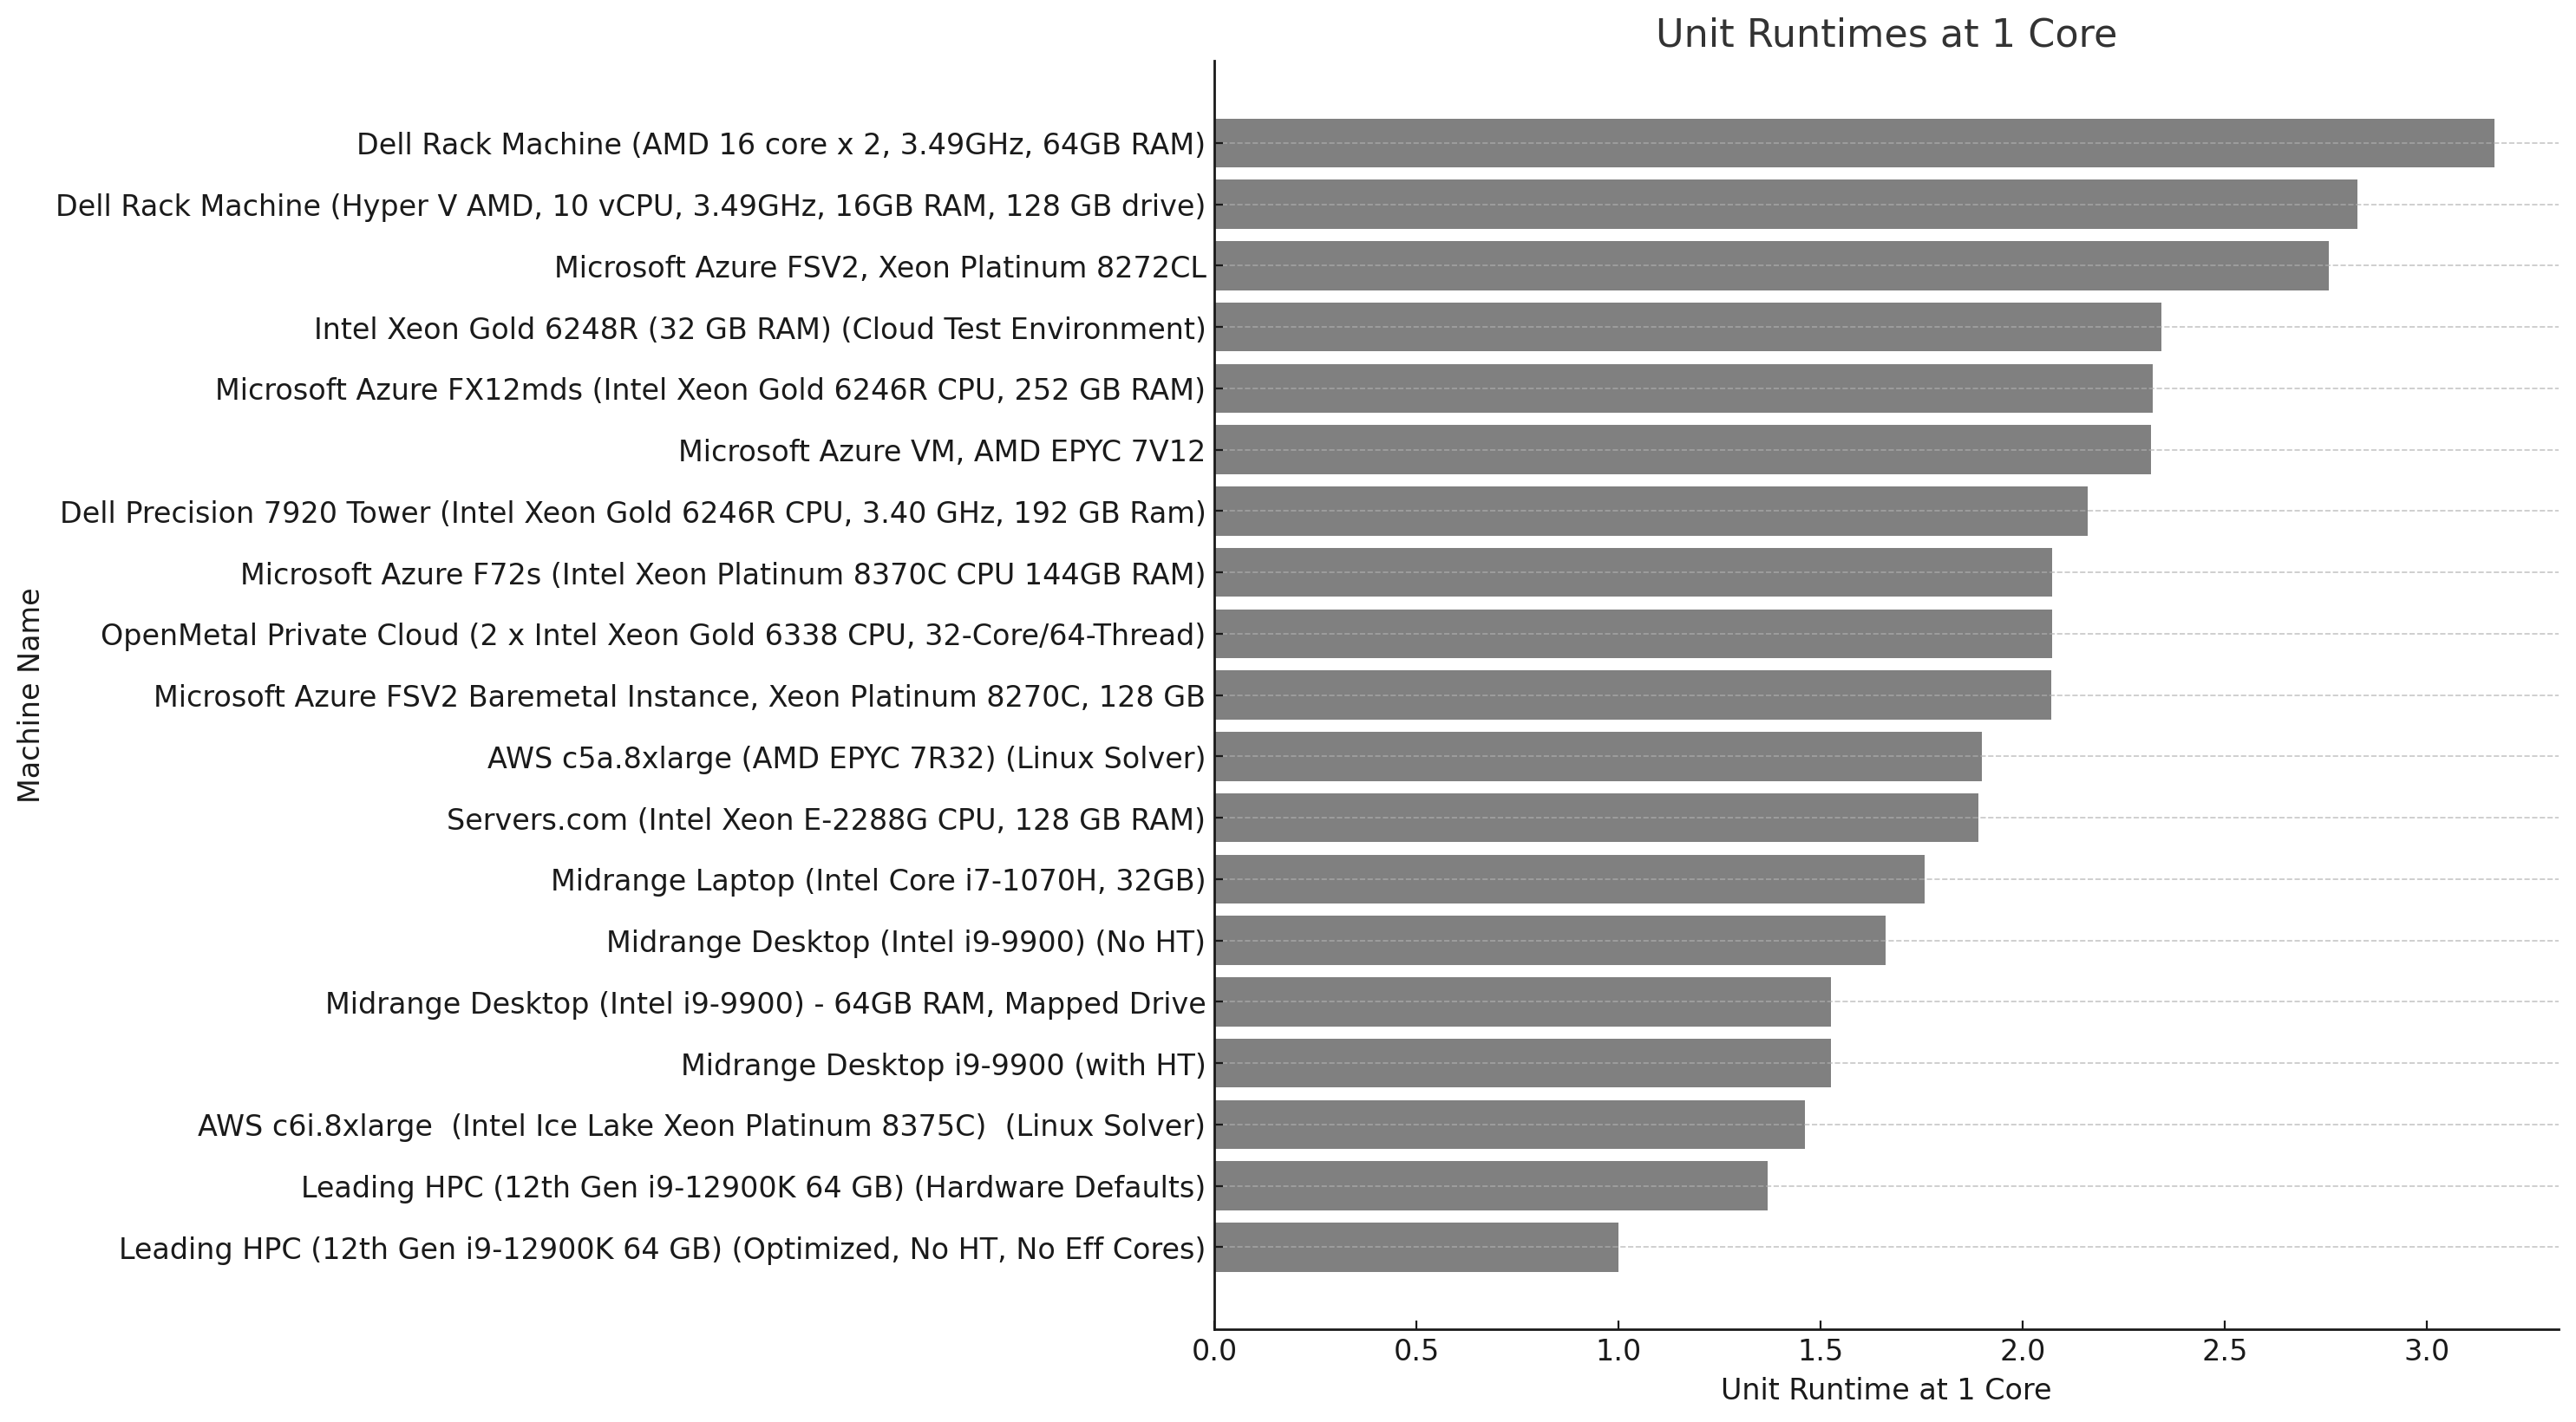 Unit Runtimes at 1 Core
Dell Rack Machine (AMD 16 core x 2, 3.49GHz, 64GB RAM)
Dell Rack Machine (Hyper V AMD, 10 vCPU, 3.49GHz, 16GB RAM, 128 GB drive)
Microsoft Azure FSV2, Xeon Platinum 8272CL
Intel Xeon Gold 6248R (32 GB RAM) (Cloud Test Environment)
Microsoft Azure FX12mds (Intel Xeon Gold 6246R CPU, 252 GB RAM)
Microsoft Azure VM, AMD EPYC 7V12
Dell Precision 7920 Tower (Intel Xeon Gold 6246R CPU, 3.40 GHz, 192 GB Ram)
Microsoft Azure F72s (Intel Xeon Platinum 8370C CPU 144GB RAM)
OpenMetal Private Cloud (2 x Intel Xeon Gold 6338 CPU, 32-Core/64-Thread)
Microsoft Azure FSV2 Baremetal Instance, Xeon Platinum 8270C, 128 GB
AWS c5a.8xlarge (AMD EPYC 7R32) (Linux Solver)
Servers.com (Intel Xeon E-2288G CPU, 128 GB RAM)
Midrange Laptop (Intel Core i7-1070H, 32GB)
Midrange Desktop (Intel i9-9900) (No HT)
Midrange Desktop (Intel i9-9900) - 64GB RAM, Mapped Drive
Midrange Desktop i9-9900 (with HT)
AWS c6i.8xlarge  (Intel Ice Lake Xeon Platinum 8375C)  (Linux Solver)
Leading HPC (12th Gen i9-12900K 64 GB) (Hardware Defaults)
Leading HPC (12th Gen i9-12900K 64 GB) (Optimized, No HT, No Eff Cores)
Machine Name
0.0 0.5 1.0 1.5 2.0 2.5 3.0
Unit Runtime at 1 Core